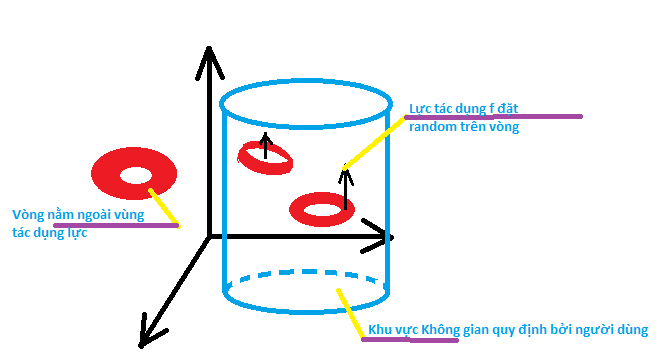 Lực tác dụng f đặt
random trên vòng
Vòng nằm ngoài vùng
tác dụng lực
Khu vực Không gian quy định bởi người dùng